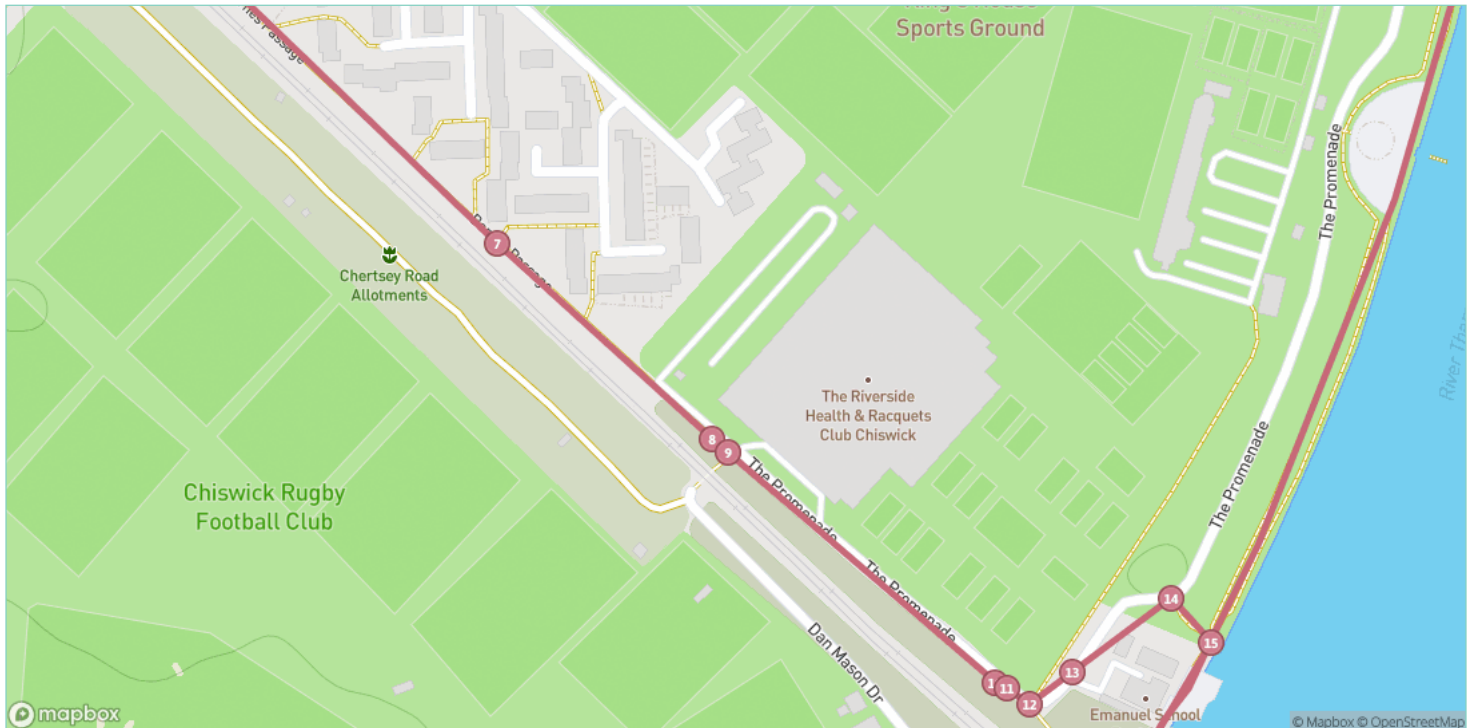 Sports Ground
Passage
The Promenade
7
Chertsey Road
Allotments
The Riverside
Health & Racquets
Club Chiswick
8
9
The Promenade
Chiswick Rugby
Football Club
The Promenade
The Promenade
Dan Mason Dr
14
15
13
11
12
Emanuel School
River
mapbox
© Mapbox © OpenStreetMap